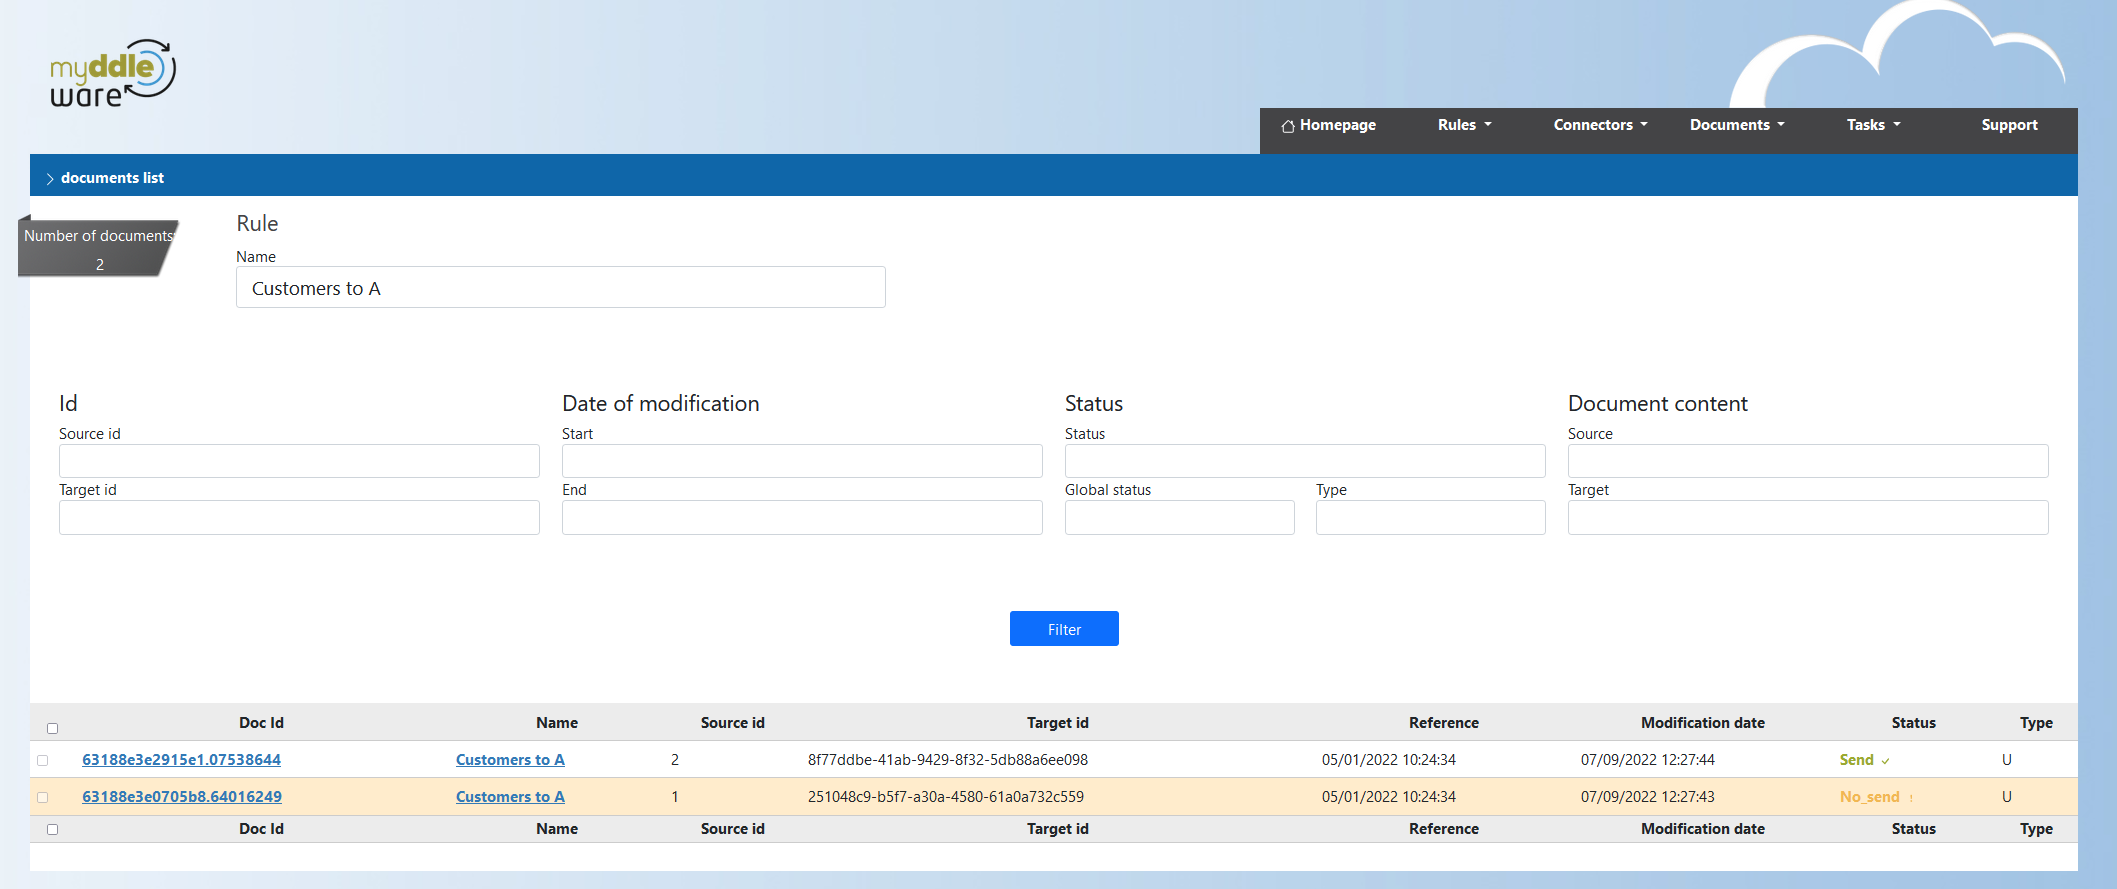 myddle
ware
Homepage Rules Connectors Documents Tasks Support
documents list
Number of documents:
2
Rule
Name
Customers to A
Id Date of modification Status Document content
Source id Start Status Source
Target id End Global status Type Target
Filter
Doc Id Name Source id Target id Reference Modification date Status Type
63188e3e2915e1.07538644 Customers to A 2 8f77ddbe-41ab-9429-8f32-5db88a6ee098 05/01/2022 10:24:34 07/09/2022 12:27:44 Send U
63188e3e0705b8.64016249 Customers to A 1 251048c9-b5f7-a30a-4580-61a0a732c559 05/01/2022 10:24:34 07/09/2022 12:27:43 No_send ! U
Doc Id Name Source id Target id Reference Modification date Status Type